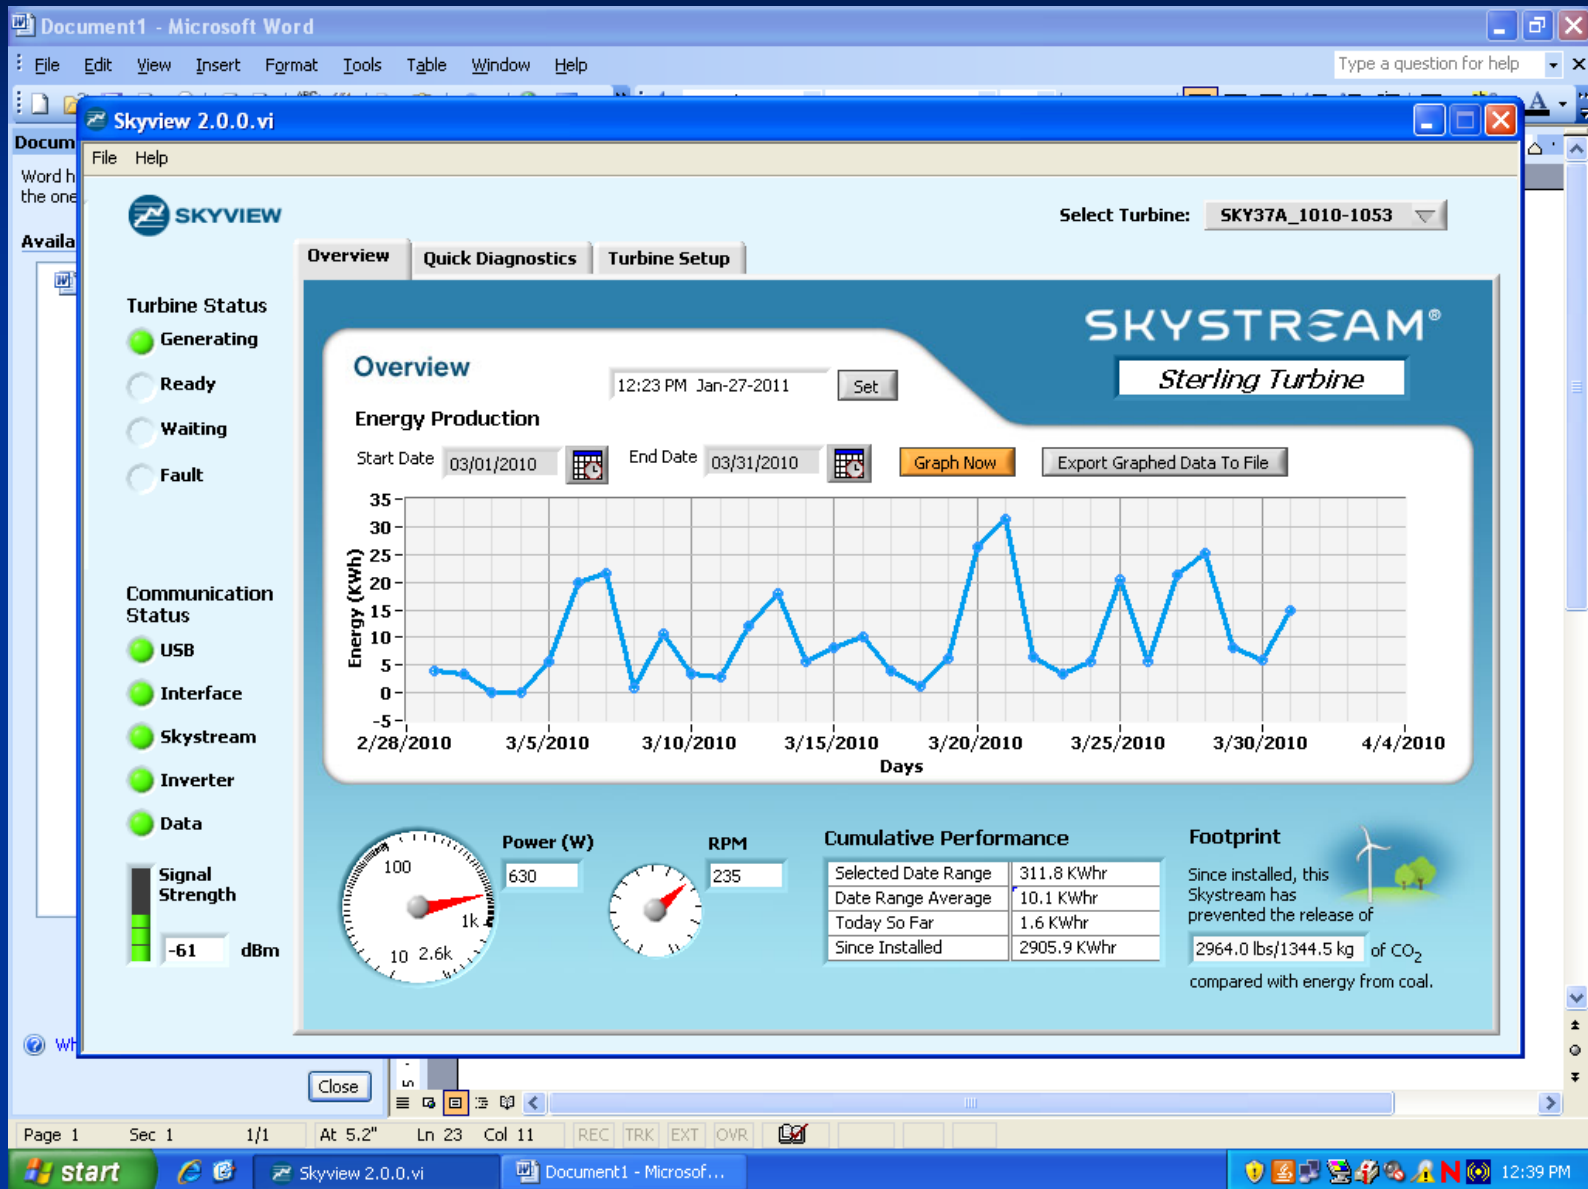 Document1 - Microsoft Word
File Edit View Insert Format Tools Table Window Help
Type a question for help
Skyview 2.0.0.vi
File Help
Docum
Word h
the one
Availa
SKYVIEW
Select Turbine: SKY37A_1010-1053
Overview Quick Diagnostics Turbine Setup
Turbine Status
Generating
Ready
Waiting
Fault
SKYSTREAM®
Sterling Turbine
Overview
12:23 PM Jan-27-2011 Set
Energy Production
Start Date 03/01/2010 End Date 03/31/2010 Graph Now Export Graphed Data To File
35
30
25
20
15
10
5
0
-5
Energy (KWh)
2/28/2010 3/5/2010 3/10/2010 3/15/2010 3/20/2010 3/25/2010 3/30/2010 4/4/2010
Days
Communication
Status
USB
Interface
Skystream
Inverter
Data
Signal
Strength
-61 dBm
100
1k
10 2.6k
Power (W)
630
RPM
235
Cumulative Performance
Selected Date Range 311.8 KWhr
Date Range Average 10.1 KWhr
Today So Far 1.6 KWhr
Since Installed 2905.9 KWhr
Footprint
Since installed, this
Skystream has
prevented the release of
2964.0 lbs/1344.5 kg of CO2
compared with energy from coal.
Wh
Close
5
Page 1 Sec 1 1/1 At 5.2" Ln 23 Col 11 REC TRK EXT OVR
start Skyview 2.0.0.vi Document1 - Microsof... 12:39 PM